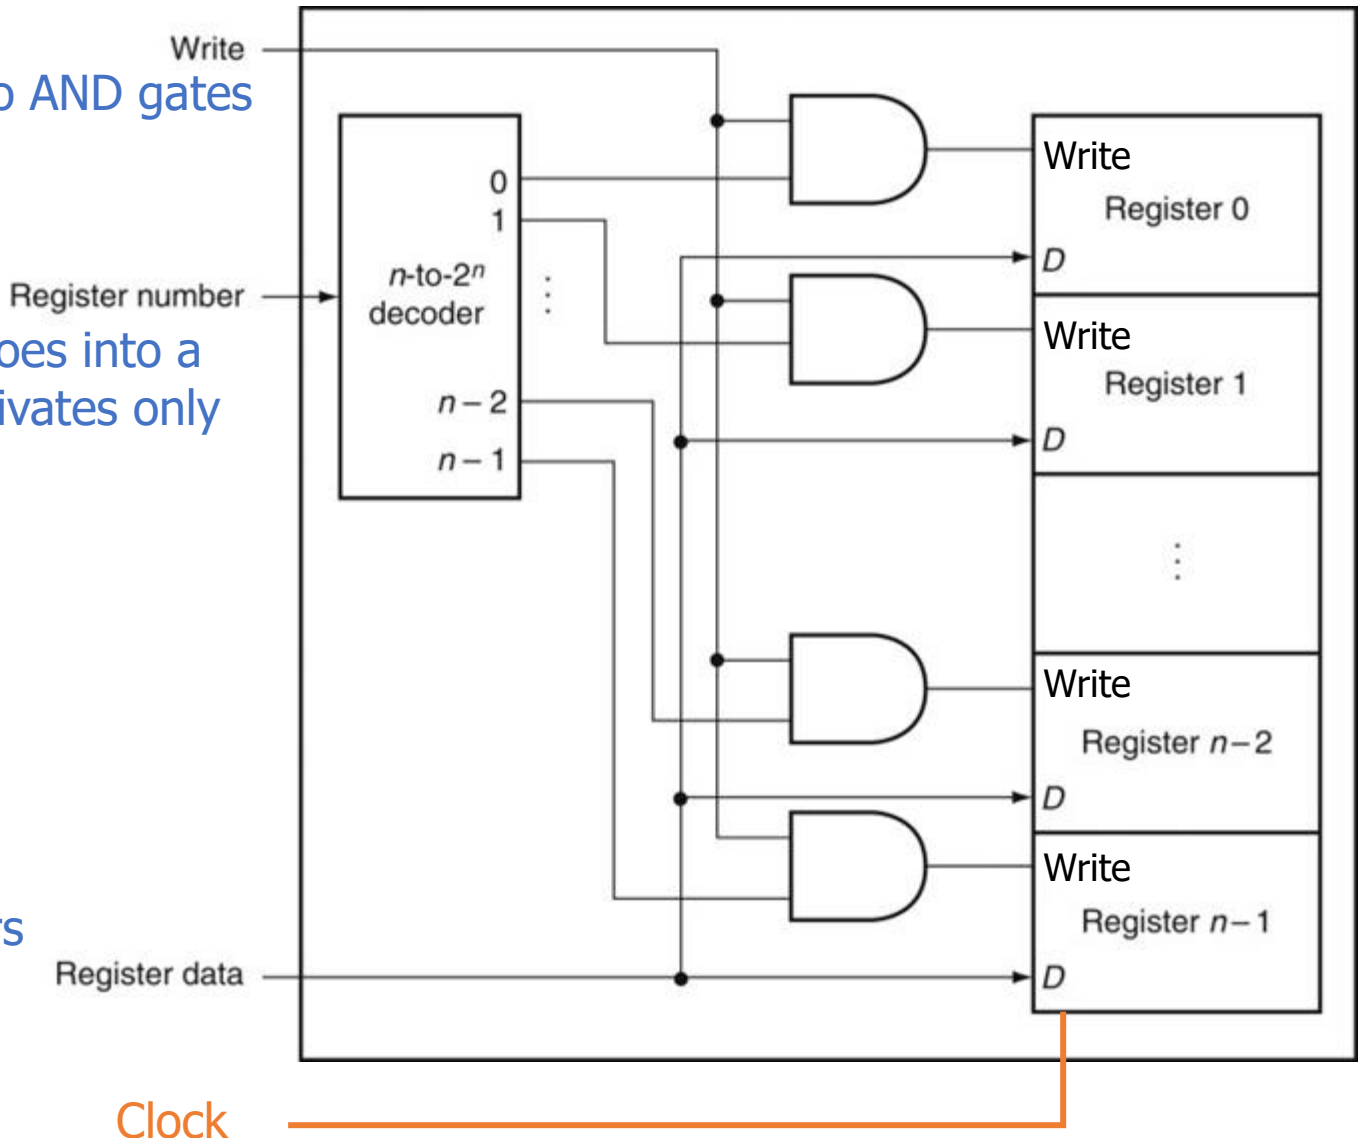 Write
o AND gates
0
1
n-to-2ⁿ
decoder
⋮
n – 2
n – 1
Register number
oes into a
ivates only
rs
Register data
Clock
Write
Register 0
D
Write
Register 1
D
⋮
Write
Register n – 2
D
Write
Register n – 1
D